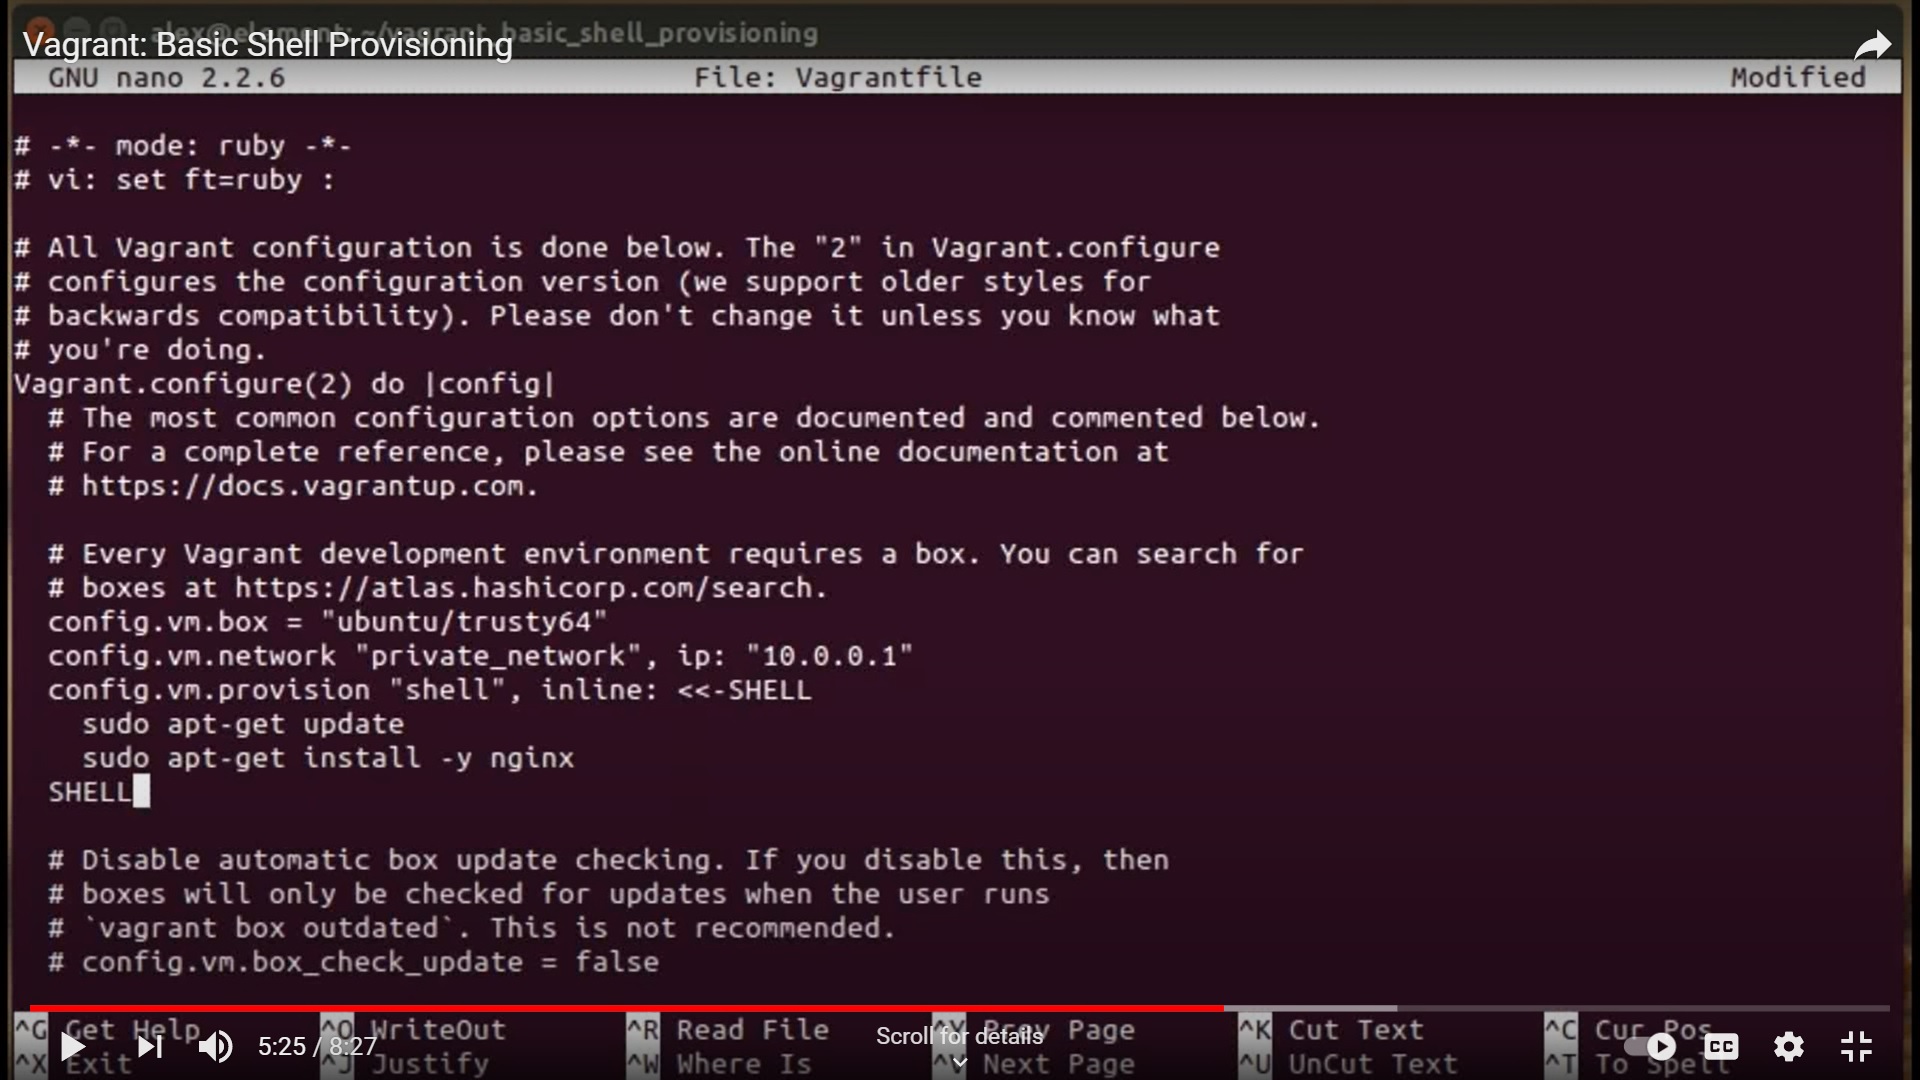 alex@element: ~/vagrant_basic_shell_provisioning
Vagrant: Basic Shell Provisioning
GNU nano 2.2.6 File: Vagrantfile Modified
# -*- mode: ruby -*-
# vi: set ft=ruby :
# All Vagrant configuration is done below. The "2" in Vagrant.configure
# configures the configuration version (we support older styles for
# backwards compatibility). Please don't change it unless you know what
# you're doing.
Vagrant.configure(2) do |config|
# The most common configuration options are documented and commented below.
# For a complete reference, please see the online documentation at
# https://docs.vagrantup.com.
# Every Vagrant development environment requires a box. You can search for
# boxes at https://atlas.hashicorp.com/search.
config.vm.box = "ubuntu/trusty64"
config.vm.network "private_network", ip: "10.0.0.1"
config.vm.provision "shell", inline: <<-SHELL
sudo apt-get update
sudo apt-get install -y nginx
SHELL
# Disable automatic box update checking. If you disable this, then
# boxes will only be checked for updates when the user runs
# `vagrant box outdated`. This is not recommended.
# config.vm.box_check_update = false
^G Get Help ^O WriteOut ^R Read File ^Y Prev Page ^K Cut Text ^C Cur Pos
Scroll for details
5:25 / 8:27
CC
^X Exit ^J Justify ^W Where Is ^V Next Page ^U UnCut Text ^T To Spell